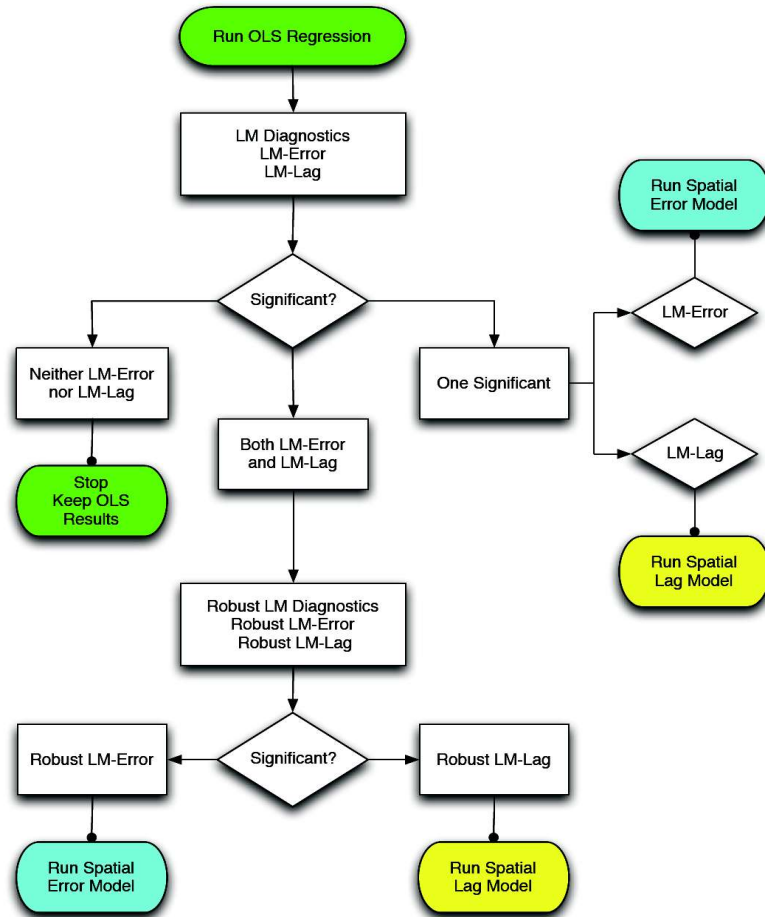 Run OLS Regression
LM Diagnostics
LM-Error
LM-Lag
Run Spatial
Error Model
Significant?
LM-Error
Neither LM-Error
nor LM-Lag
One Significant
Both LM-Error
and LM-Lag
LM-Lag
Stop
Keep OLS
Results
Run Spatial
Lag Model
Robust LM Diagnostics
Robust LM-Error
Robust LM-Lag
Robust LM-Error
Significant?
Robust LM-Lag
Run Spatial
Error Model
Run Spatial
Lag Model